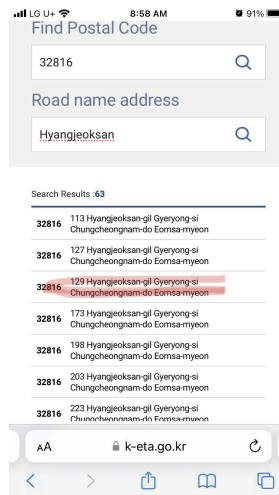 LG U+ 8:58 AM 91%
Find Postal Code
32816
Road name address
Hyangjeoksan
Search Results :63
32816 113 Hyangjeoksan-gil Gyeryong-si
Chungcheongnam-do Eomsa-myeon
32816 127 Hyangjeoksan-gil Gyeryong-si
Chungcheongnam-do Eomsa-myeon
32816 129 Hyangjeoksan-gil Gyeryong-si
Chungcheongnam-do Eomsa-myeon
32816 173 Hyangjeoksan-gil Gyeryong-si
Chungcheongnam-do Eomsa-myeon
32816 198 Hyangjeoksan-gil Gyeryong-si
Chungcheongnam-do Eomsa-myeon
32816 203 Hyangjeoksan-gil Gyeryong-si
Chungcheongnam-do Eomsa-myeon
32816 223 Hyangjeoksan-gil Gyeryong-si
Chungcheongnam-do Eomsa-myeon
AA k-eta.go.kr